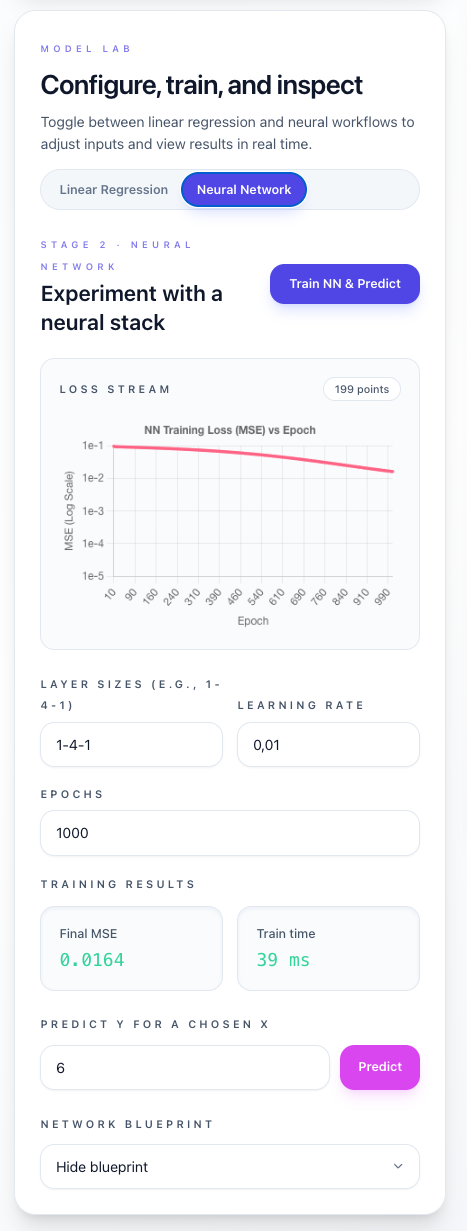 MODEL LAB
Configure, train, and inspect
Toggle between linear regression and neural workflows to
adjust inputs and view results in real time.
Linear Regression Neural Network
STAGE 2 · NEURAL
NETWORK
Experiment with a
neural stack
Train NN & Predict
LOSS STREAM 199 points
NN Training Loss (MSE) vs Epoch
MSE (Log Scale)
1e-1
1e-2
1e-3
1e-4
1e-5
10 90 160 240 310 390 460 540 610 690 760 840 910 990
Epoch
LAYER SIZES (E.G., 1-
4-1)
1-4-1
LEARNING RATE
0,01
EPOCHS
1000
TRAINING RESULTS
Final MSE
0.0164
Train time
39 ms
PREDICT Y FOR A CHOSEN X
6 Predict
NETWORK BLUEPRINT
Hide blueprint